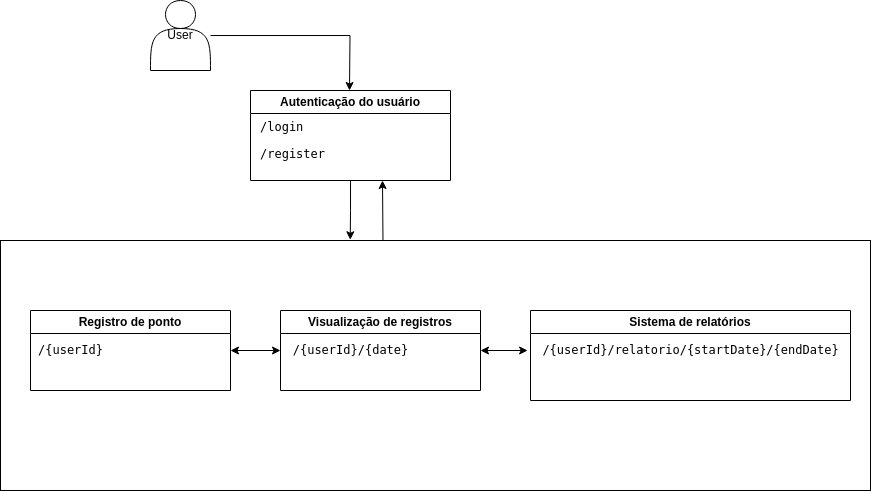 User
Autenticação do usuário
/login
/register
Registro de ponto
/{userId}
Visualização de registros
/{userId}/{date}
Sistema de relatórios
/{userId}/relatorio/{startDate}/{endDate}